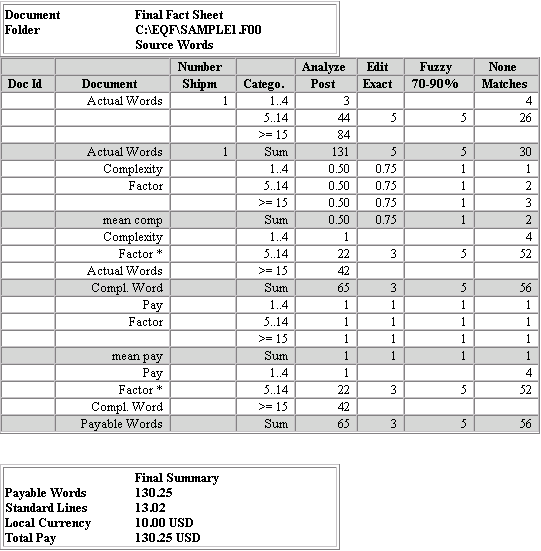 Document Final Fact Sheet
Folder C:\EQF\SAMPLE1.F00
Source Words
Number Analyze Edit Fuzzy None
Doc Id Document Shipm Catego. Post Exact 70-90% Matches
Actual Words 1 1..4 3 4
5..14 44 5 5 26
>= 15 84
Actual Words 1 Sum 131 5 5 30
Complexity 1..4 0.50 0.75 1 1
Factor 5..14 0.50 0.75 1 2
>= 15 0.50 0.75 1 3
mean comp Sum 0.50 0.75 1 2
Complexity 1..4 1 4
Factor * 5..14 22 3 5 52
Actual Words >= 15 42
Compl. Word Sum 65 3 5 56
Pay 1..4 1 1 1 1
Factor 5..14 1 1 1 1
>= 15 1 1 1 1
mean pay Sum 1 1 1 1
Pay 1..4 1 4
Factor * 5..14 22 3 5 52
Compl. Word >= 15 42
Payable Words Sum 65 3 5 56
Final Summary
Payable Words 130.25
Standard Lines 13.02
Local Currency 10.00 USD
Total Pay 130.25 USD